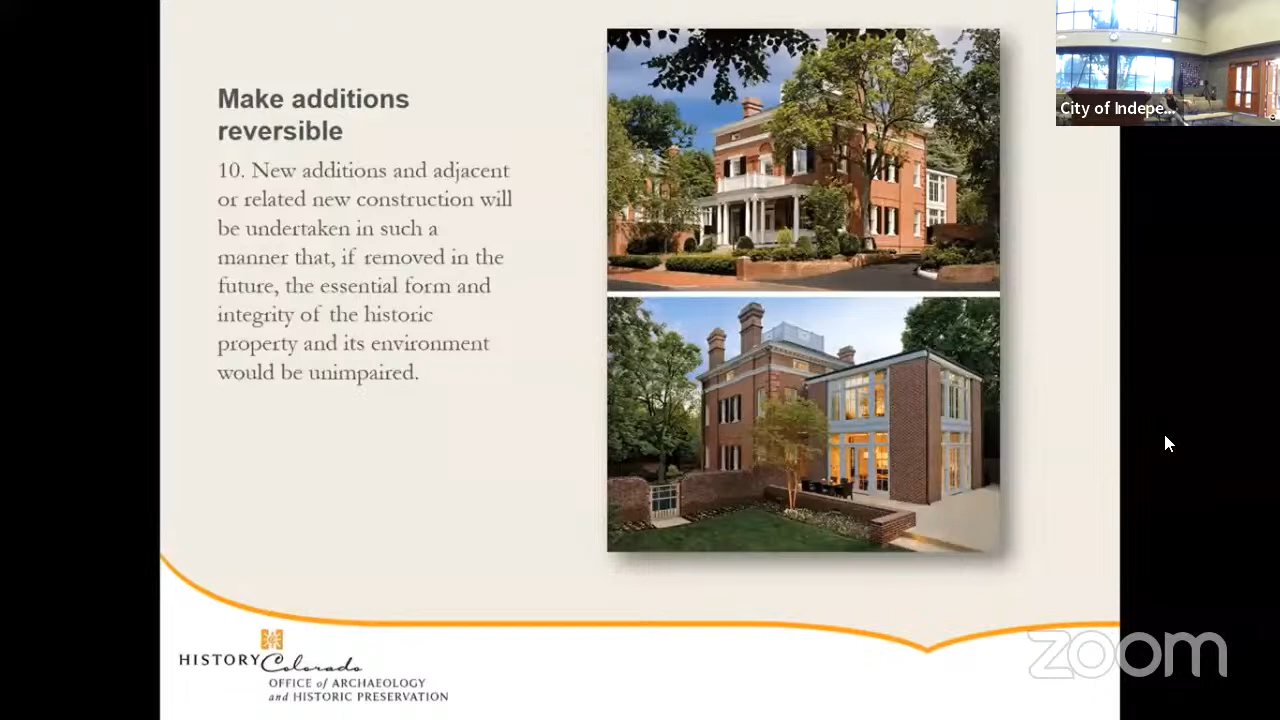 Make additions
reversible
10. New additions and adjacent
or related new construction will
be undertaken in such a
manner that, if removed in the
future, the essential form and
integrity of the historic
property and its environment
would be unimpaired.
City of Indepe...
HISTORY Colorado
OFFICE of ARCHAEOLOGY
and HISTORIC PRESERVATION
zoom